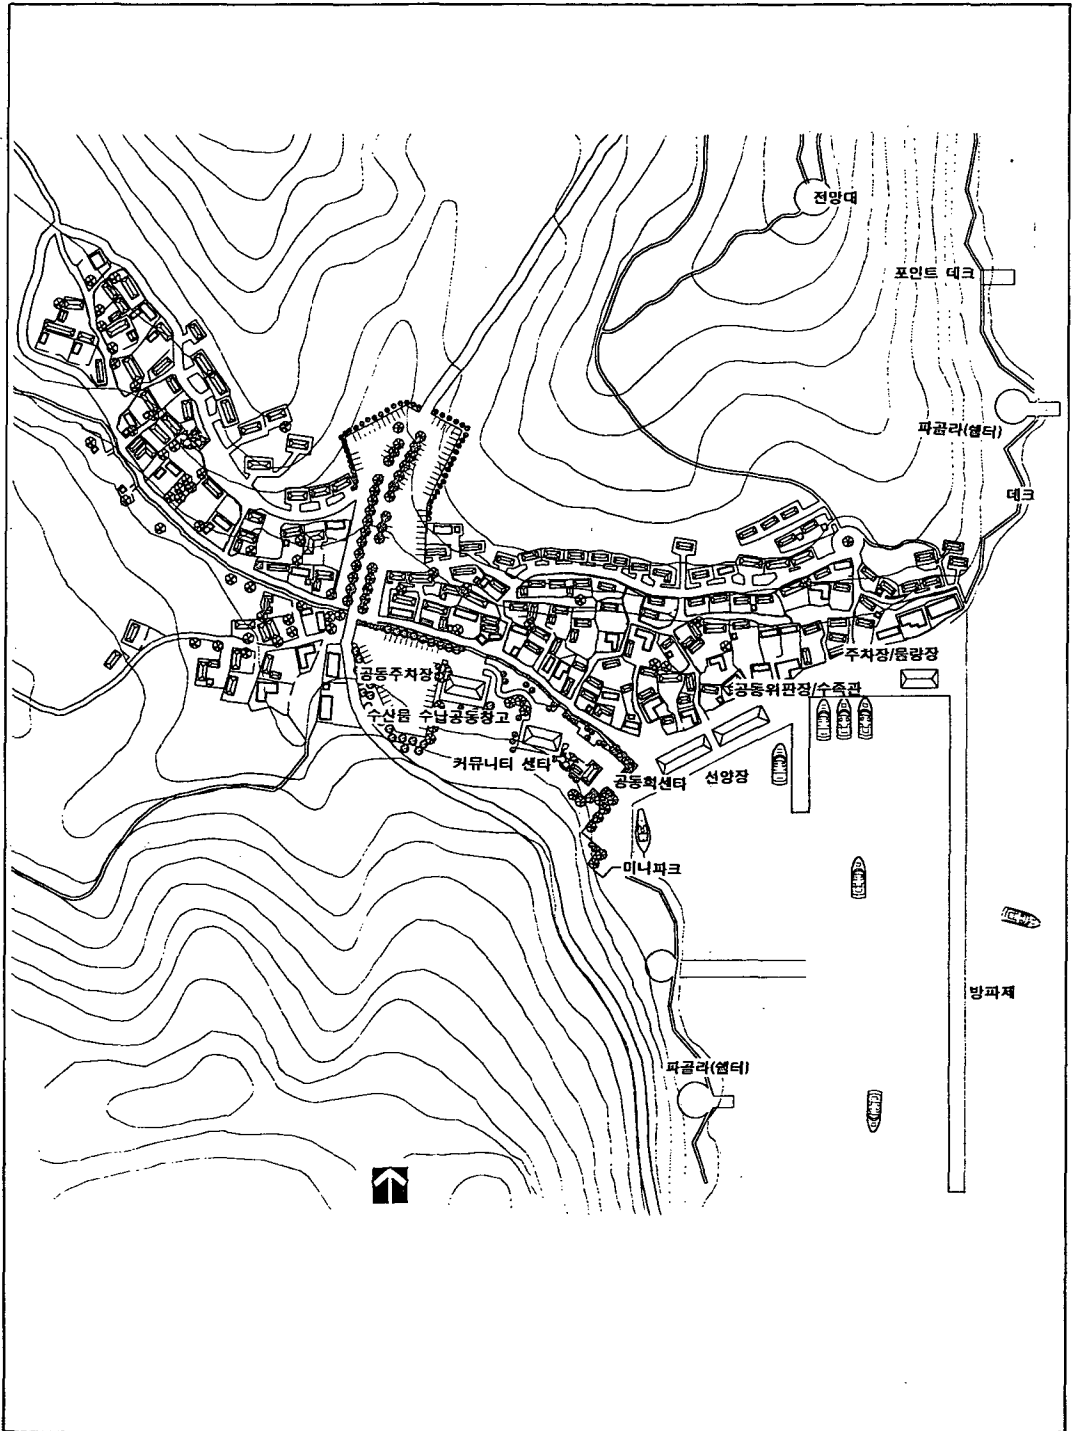 전망대
포인트 데크
파골라(쉘터)
데크
주차장/물량장
공동위판장/수족관
공동주차장
수산물 수납공동창고
커뮤니티 센타
공동회센타
선양장
미니파크
방파제
파골라(쉘터)